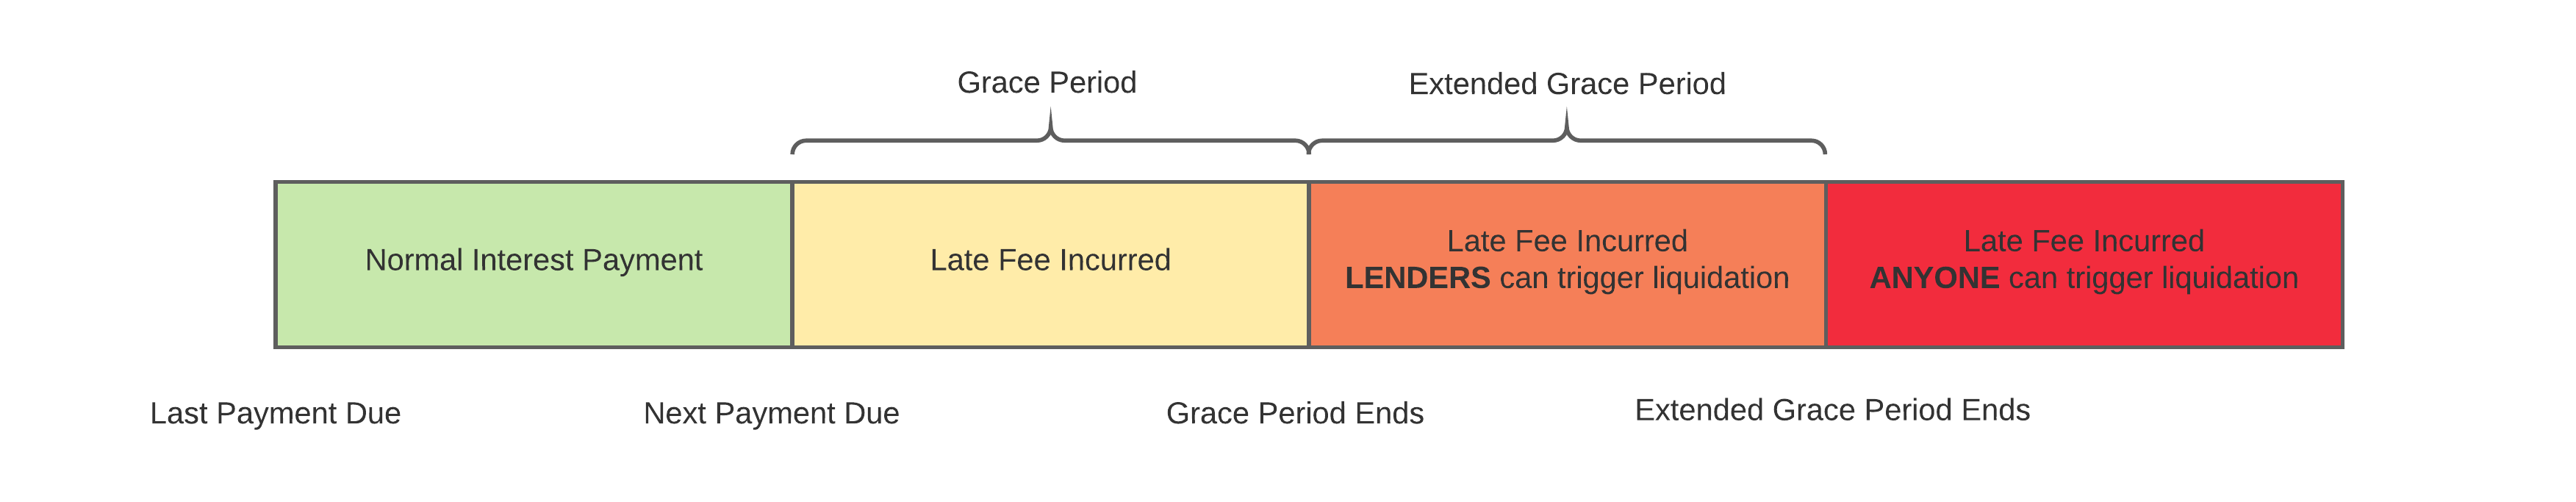 Grace Period
Extended Grace Period
Normal Interest Payment
Late Fee Incurred
Late Fee Incurred
LENDERS can trigger liquidation
Late Fee Incurred
ANYONE can trigger liquidation
Last Payment Due
Next Payment Due
Grace Period Ends
Extended Grace Period Ends